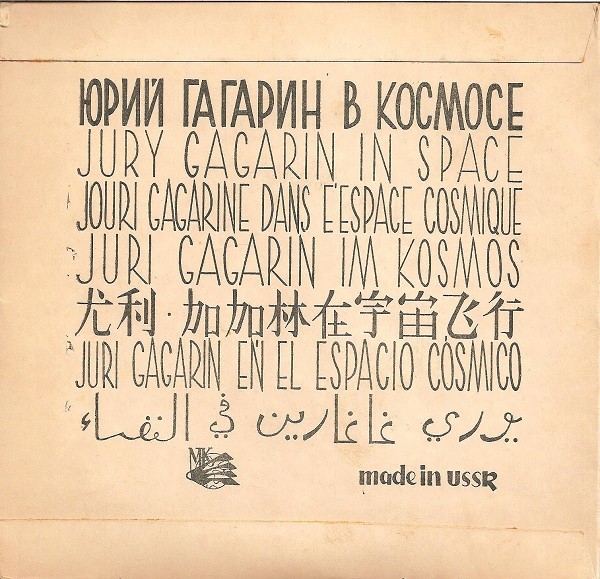 ЮРИЙ ГАГАРИН В КОСМОСЕ
JURY GAGARIN IN SPACE
JOURI GAGARINE DANS E'ESPACE COSMIQUE
JURI GAGARIN IM KOSMOS
尤利·加加林在宇宙飞行
JURI GAGARIN EN EL ESPACIO CÓSMICO
يوري غاغارين في الفضاء
МК
made in USSR